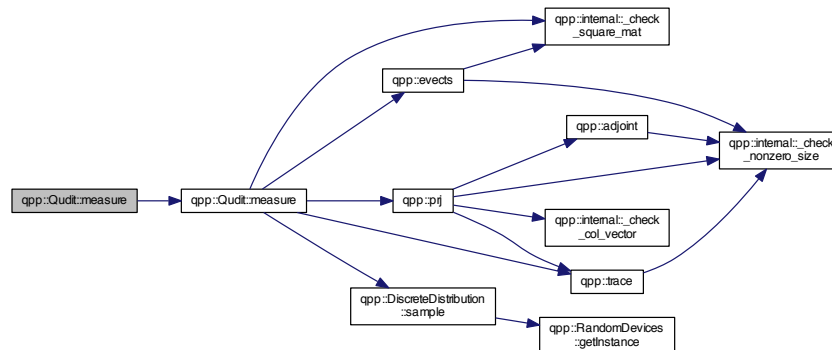 qpp::internal::_check
_square_mat
qpp::evects
qpp::adjoint
qpp::internal::_check
_nonzero_size
qpp::Qudit::measure
qpp::Qudit::measure
qpp::prj
qpp::internal::_check
_col_vector
qpp::trace
qpp::DiscreteDistribution
::sample
qpp::RandomDevices
::getInstance